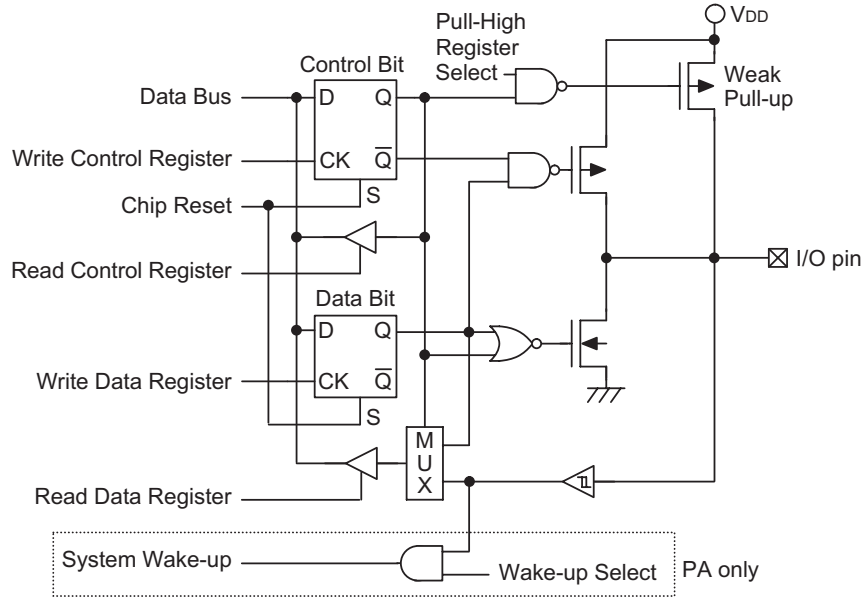 VDD
Pull-High
Register
Select
Weak
Pull-up
Control Bit
Data Bus
D
Q
Write Control Register
CK
Q̅
S
Chip Reset
Read Control Register
I/O pin
Data Bit
D
Q
Write Data Register
CK
Q̅
S
M
U
X
Read Data Register
System Wake-up
Wake-up Select
PA only